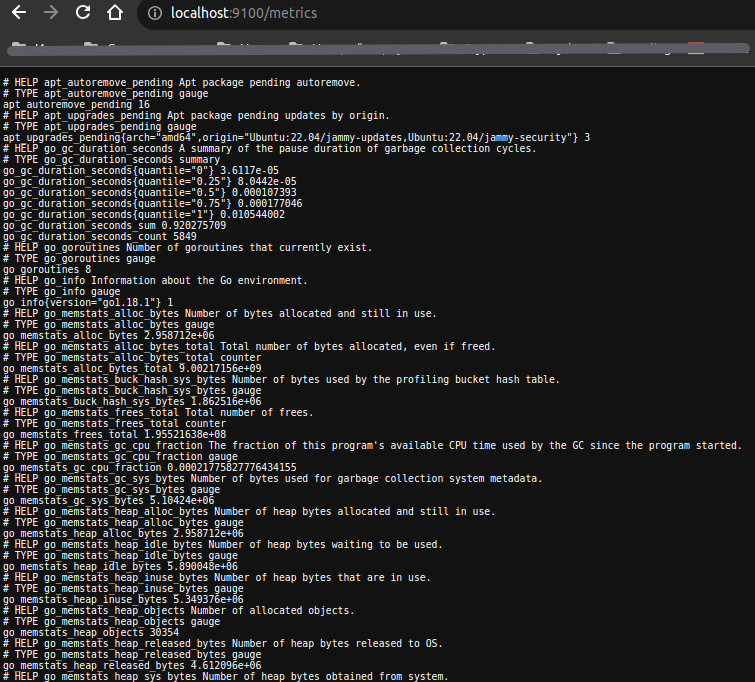 localhost:9100/metrics
# HELP apt_autoremove_pending Apt package pending autoremove.
# TYPE apt_autoremove_pending gauge
apt_autoremove_pending 16
# HELP apt_upgrades_pending Apt package pending updates by origin.
# TYPE apt_upgrades_pending gauge
apt_upgrades_pending{arch="amd64",origin="Ubuntu:22.04/jammy-updates,Ubuntu:22.04/jammy-security"} 3
# HELP go_gc_duration_seconds A summary of the pause duration of garbage collection cycles.
# TYPE go_gc_duration_seconds summary
go_gc_duration_seconds{quantile="0"} 3.6117e-05
go_gc_duration_seconds{quantile="0.25"} 8.0442e-05
go_gc_duration_seconds{quantile="0.5"} 0.000107393
go_gc_duration_seconds{quantile="0.75"} 0.000177046
go_gc_duration_seconds{quantile="1"} 0.010544002
go_gc_duration_seconds_sum 0.920275709
go_gc_duration_seconds_count 5849
# HELP go_goroutines Number of goroutines that currently exist.
# TYPE go_goroutines gauge
go_goroutines 8
# HELP go_info Information about the Go environment.
# TYPE go_info gauge
go_info{version="go1.18.1"} 1
# HELP go_memstats_alloc_bytes Number of bytes allocated and still in use.
# TYPE go_memstats_alloc_bytes gauge
go_memstats_alloc_bytes 2.958712e+06
# HELP go_memstats_alloc_bytes_total Total number of bytes allocated, even if freed.
# TYPE go_memstats_alloc_bytes_total counter
go_memstats_alloc_bytes_total 9.00217156e+09
# HELP go_memstats_buck_hash_sys_bytes Number of bytes used by the profiling bucket hash table.
# TYPE go_memstats_buck_hash_sys_bytes gauge
go_memstats_buck_hash_sys_bytes 1.862516e+06
# HELP go_memstats_frees_total Total number of frees.
# TYPE go_memstats_frees_total counter
go_memstats_frees_total 1.95521638e+08
# HELP go_memstats_gc_cpu_fraction The fraction of this program's available CPU time used by the GC since the program started.
# TYPE go_memstats_gc_cpu_fraction gauge
go_memstats_gc_cpu_fraction 0.00021775827776434155
# HELP go_memstats_gc_sys_bytes Number of bytes used for garbage collection system metadata.
# TYPE go_memstats_gc_sys_bytes gauge
go_memstats_gc_sys_bytes 5.10424e+06
# HELP go_memstats_heap_alloc_bytes Number of heap bytes allocated and still in use.
# TYPE go_memstats_heap_alloc_bytes gauge
go_memstats_heap_alloc_bytes 2.958712e+06
# HELP go_memstats_heap_idle_bytes Number of heap bytes waiting to be used.
# TYPE go_memstats_heap_idle_bytes gauge
go_memstats_heap_idle_bytes 5.890048e+06
# HELP go_memstats_heap_inuse_bytes Number of heap bytes that are in use.
# TYPE go_memstats_heap_inuse_bytes gauge
go_memstats_heap_inuse_bytes 5.349376e+06
# HELP go_memstats_heap_objects Number of allocated objects.
# TYPE go_memstats_heap_objects gauge
go_memstats_heap_objects 30354
# HELP go_memstats_heap_released_bytes Number of heap bytes released to OS.
# TYPE go_memstats_heap_released_bytes gauge
go_memstats_heap_released_bytes 4.612096e+06
# HELP go_memstats_heap_sys_bytes Number of heap bytes obtained from system.